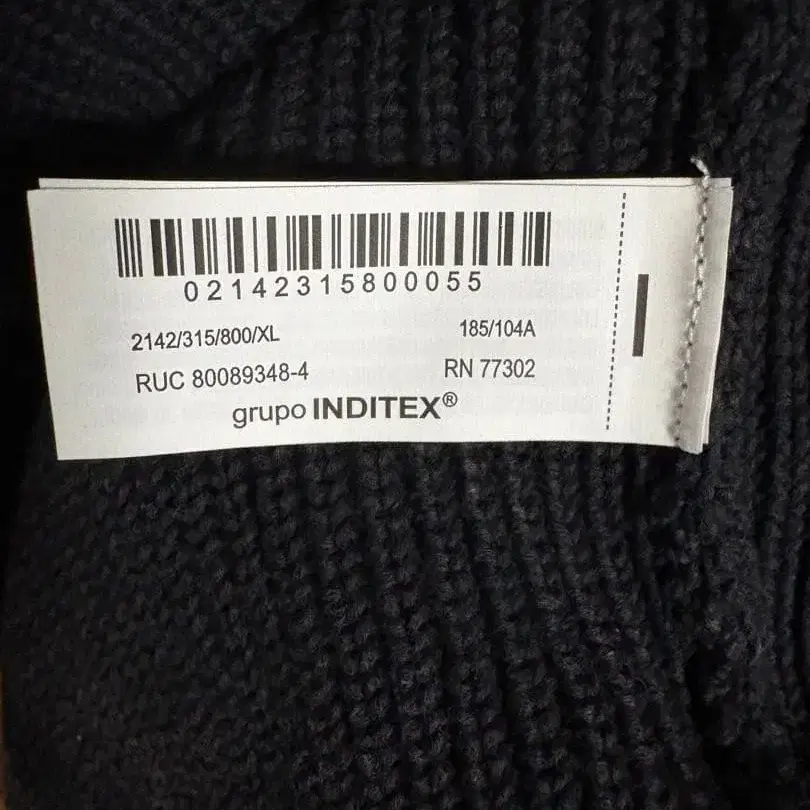 02142315800055
2142/315/800/XL 185/104A
RUC 80089348-4 RN 77302
grupo INDITEX®